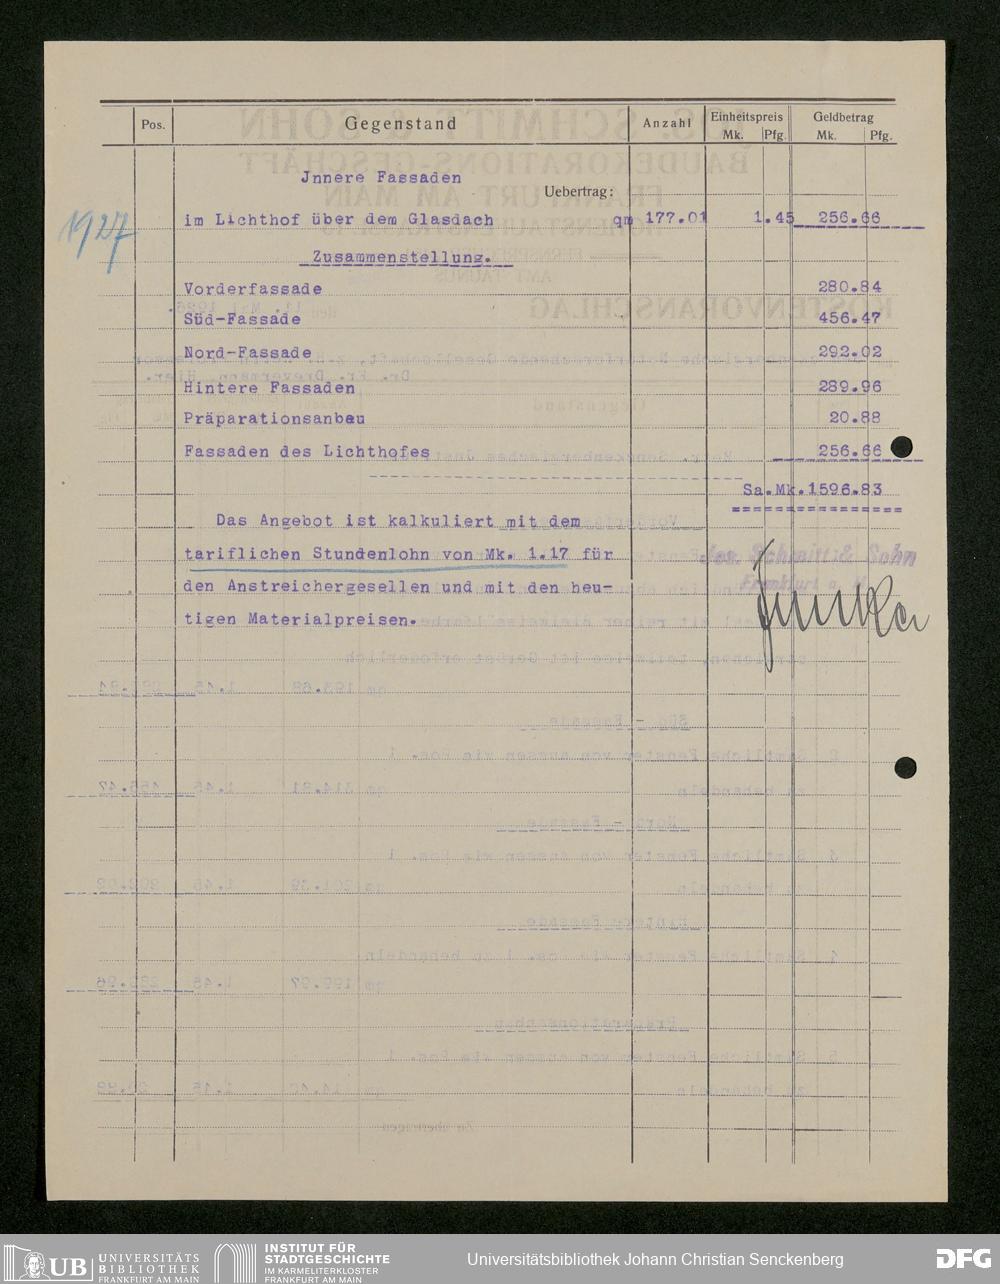 Pos. Gegenstand Anzahl Einheitspreis Geldbetrag
Mk. Pfg. Mk. Pfg.
Jnnere Fassaden
Uebertrag:
1927
im Lichthof über dem Glasdach qm 177.01 1.45 256.66
Zusammenstellung.
Vorderfassade 280.84
Süd-Fassade 456.47
Nord-Fassade 292.02
Hintere Fassaden 289.96
Präparationsanbau 20.88
Fassaden des Lichthofes 256.66
Sa.Mk.1596.83
Das Angebot ist kalkuliert mit dem
tariflichen Stundenlohn von Mk. 1.17 für
Jos. Schmitt & Sohn
Frankfurt a. M.
den Anstreichergesellen und mit den heu-
tigen Materialpreisen.
UB UNIVERSITÄTS
BIBLIOTHEK
FRANKFURT AM MAIN
INSTITUT FÜR
STADTGESCHICHTE
IM KARMELITERKLOSTER
FRANKFURT AM MAIN
Universitätsbibliothek Johann Christian Senckenberg
DFG